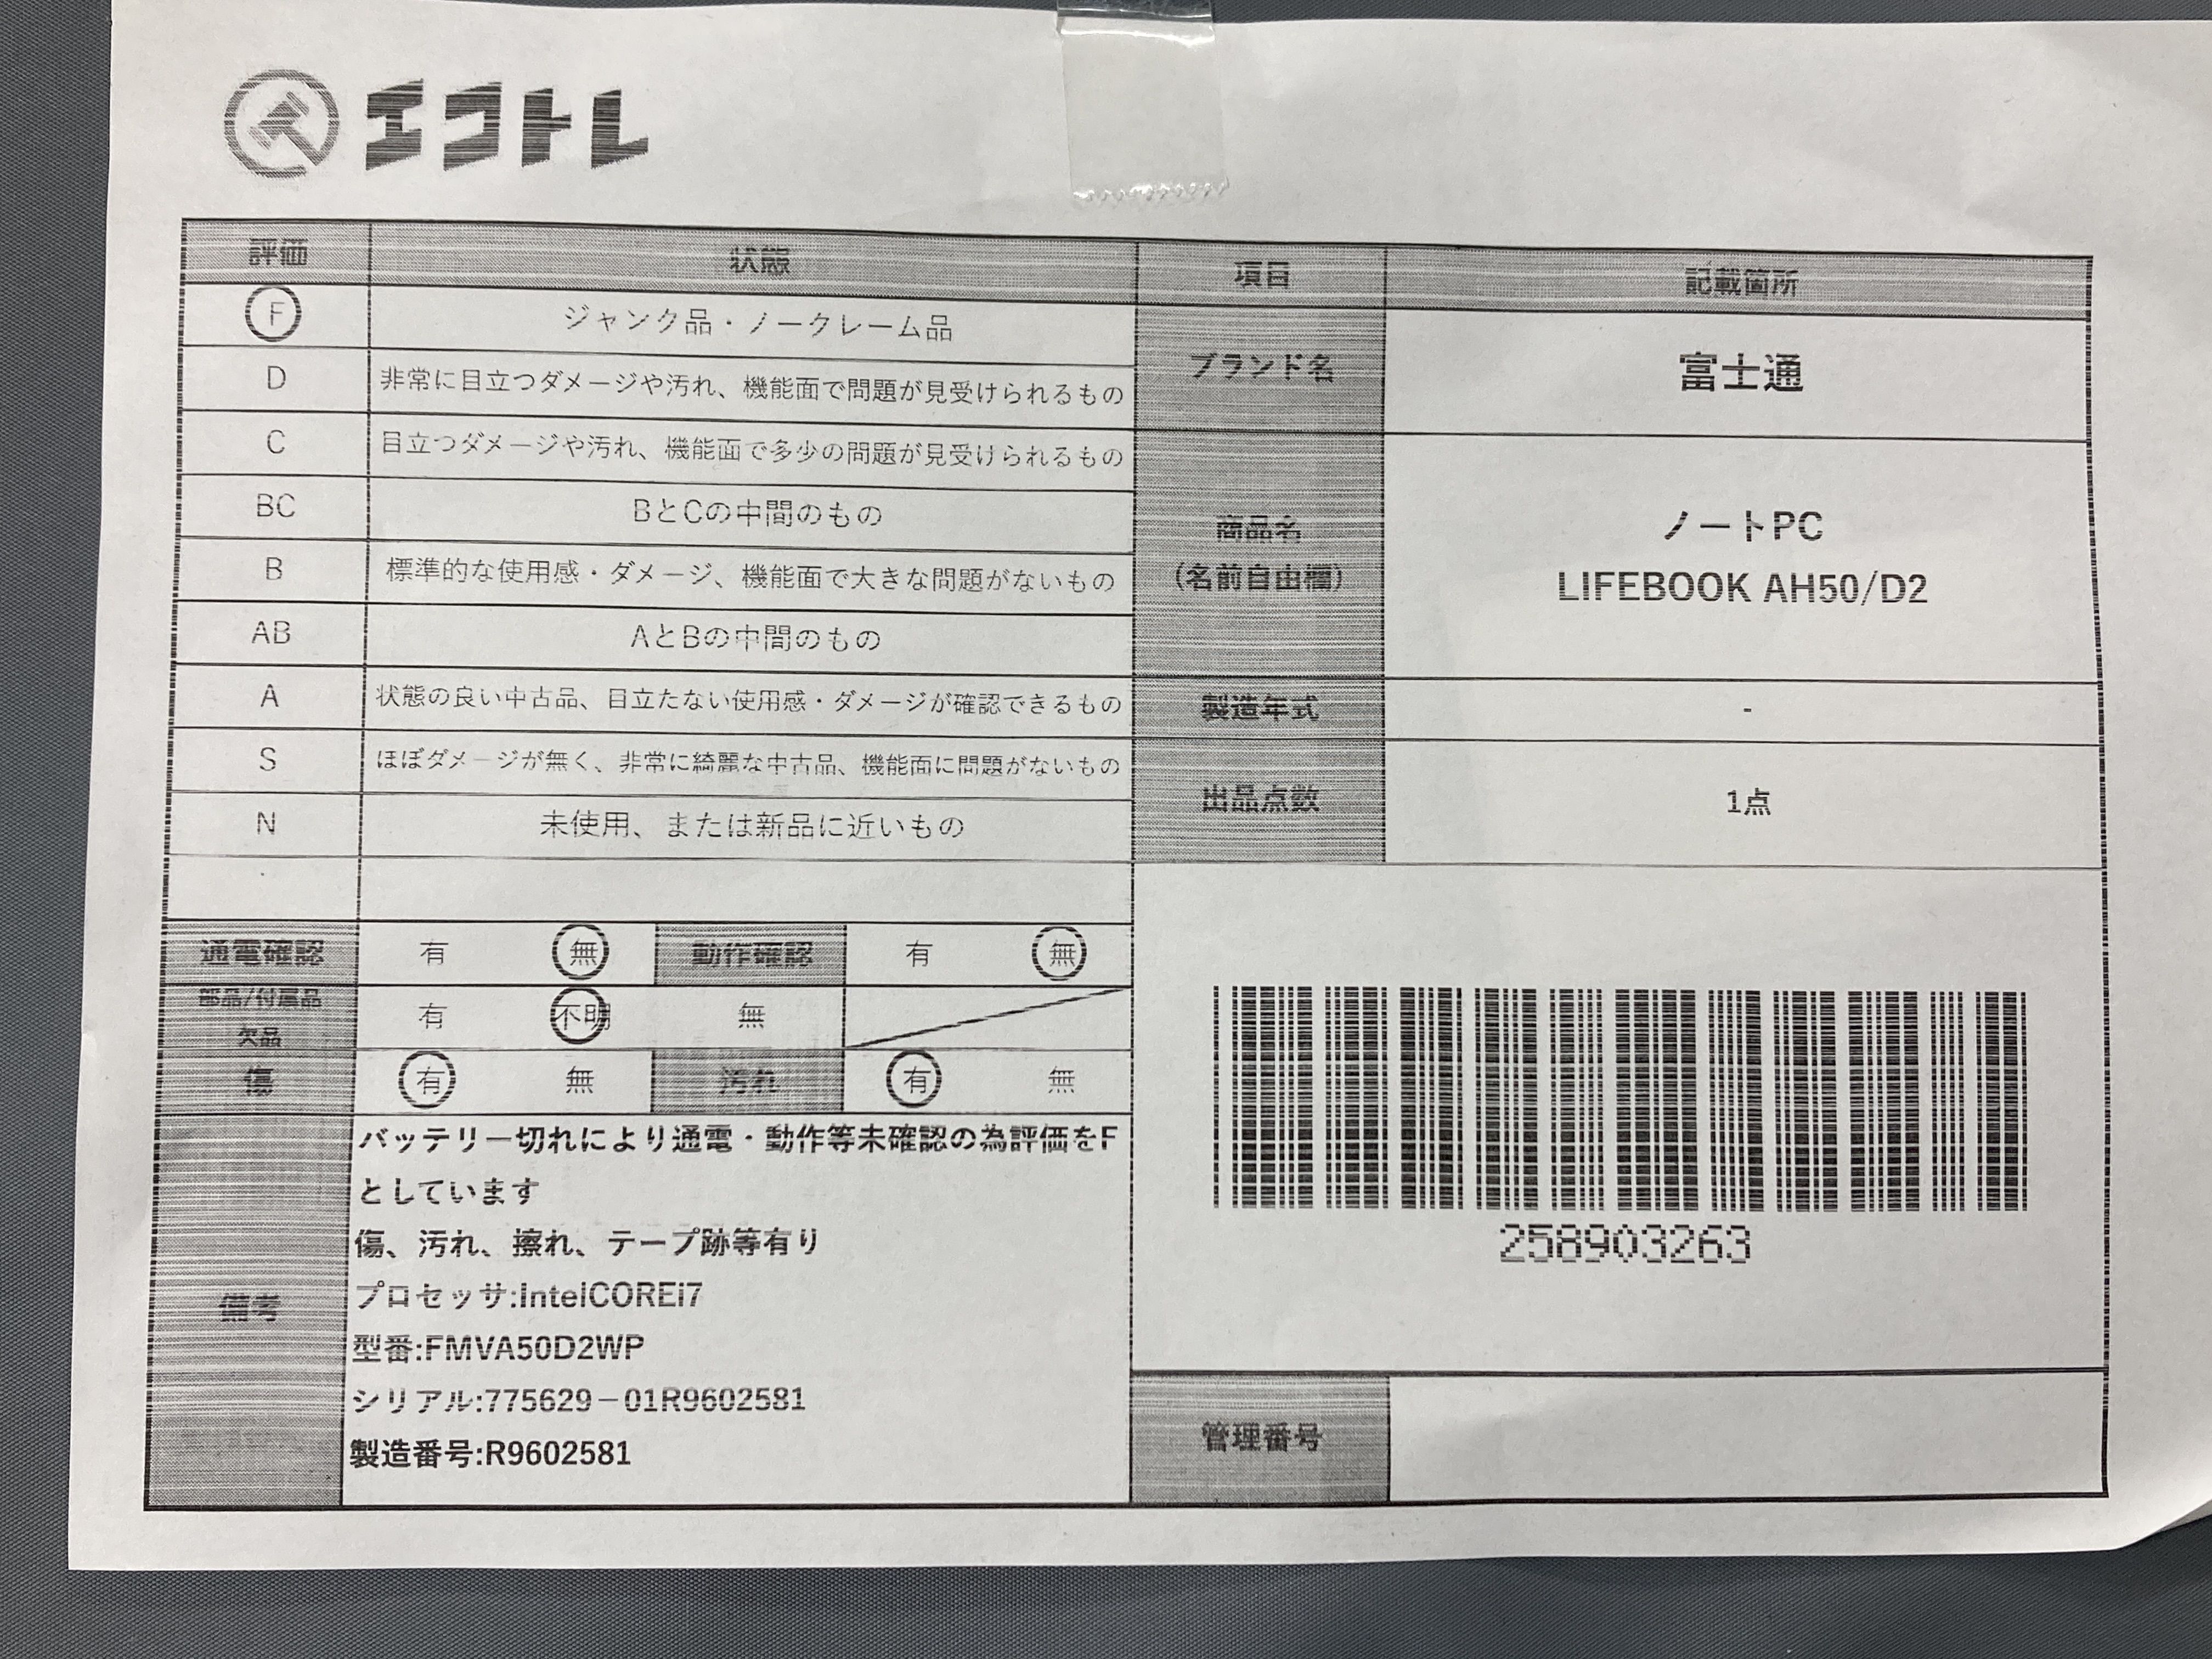 エコトレ
評価 状態
F ジャンク品・ノークレーム品
D 非常に目立つダメージや汚れ、機能面で問題が見受けられるもの
C 目立つダメージや汚れ、機能面で多少の問題が見受けられるもの
BC BとCの中間のもの
B 標準的な使用感・ダメージ、機能面で大きな問題がないもの
AB AとBの中間のもの
A 状態の良い中古品、目立たない使用感・ダメージが確認できるもの
S ほぼダメージが無く、非常に綺麗な中古品、機能面に問題がないもの
N 未使用、または新品に近いもの
通電確認 有 無 動作確認 有 無
部品/付属品
欠品 有 不明 無
傷 有 無 汚れ 有 無
備考
バッテリー切れにより通電・動作等未確認の為評価をF
としています
傷、汚れ、擦れ、テープ跡等有り
プロセッサ:IntelCOREi7
型番:FMVA50D2WP
シリアル:775629－01R9602581
製造番号:R9602581
項目 記載箇所
ブランド名 富士通
商品名
(名前自由欄)
ノートPC
LIFEBOOK AH50/D2
製造年式 -
出品点数 1点
258903263
管理番号